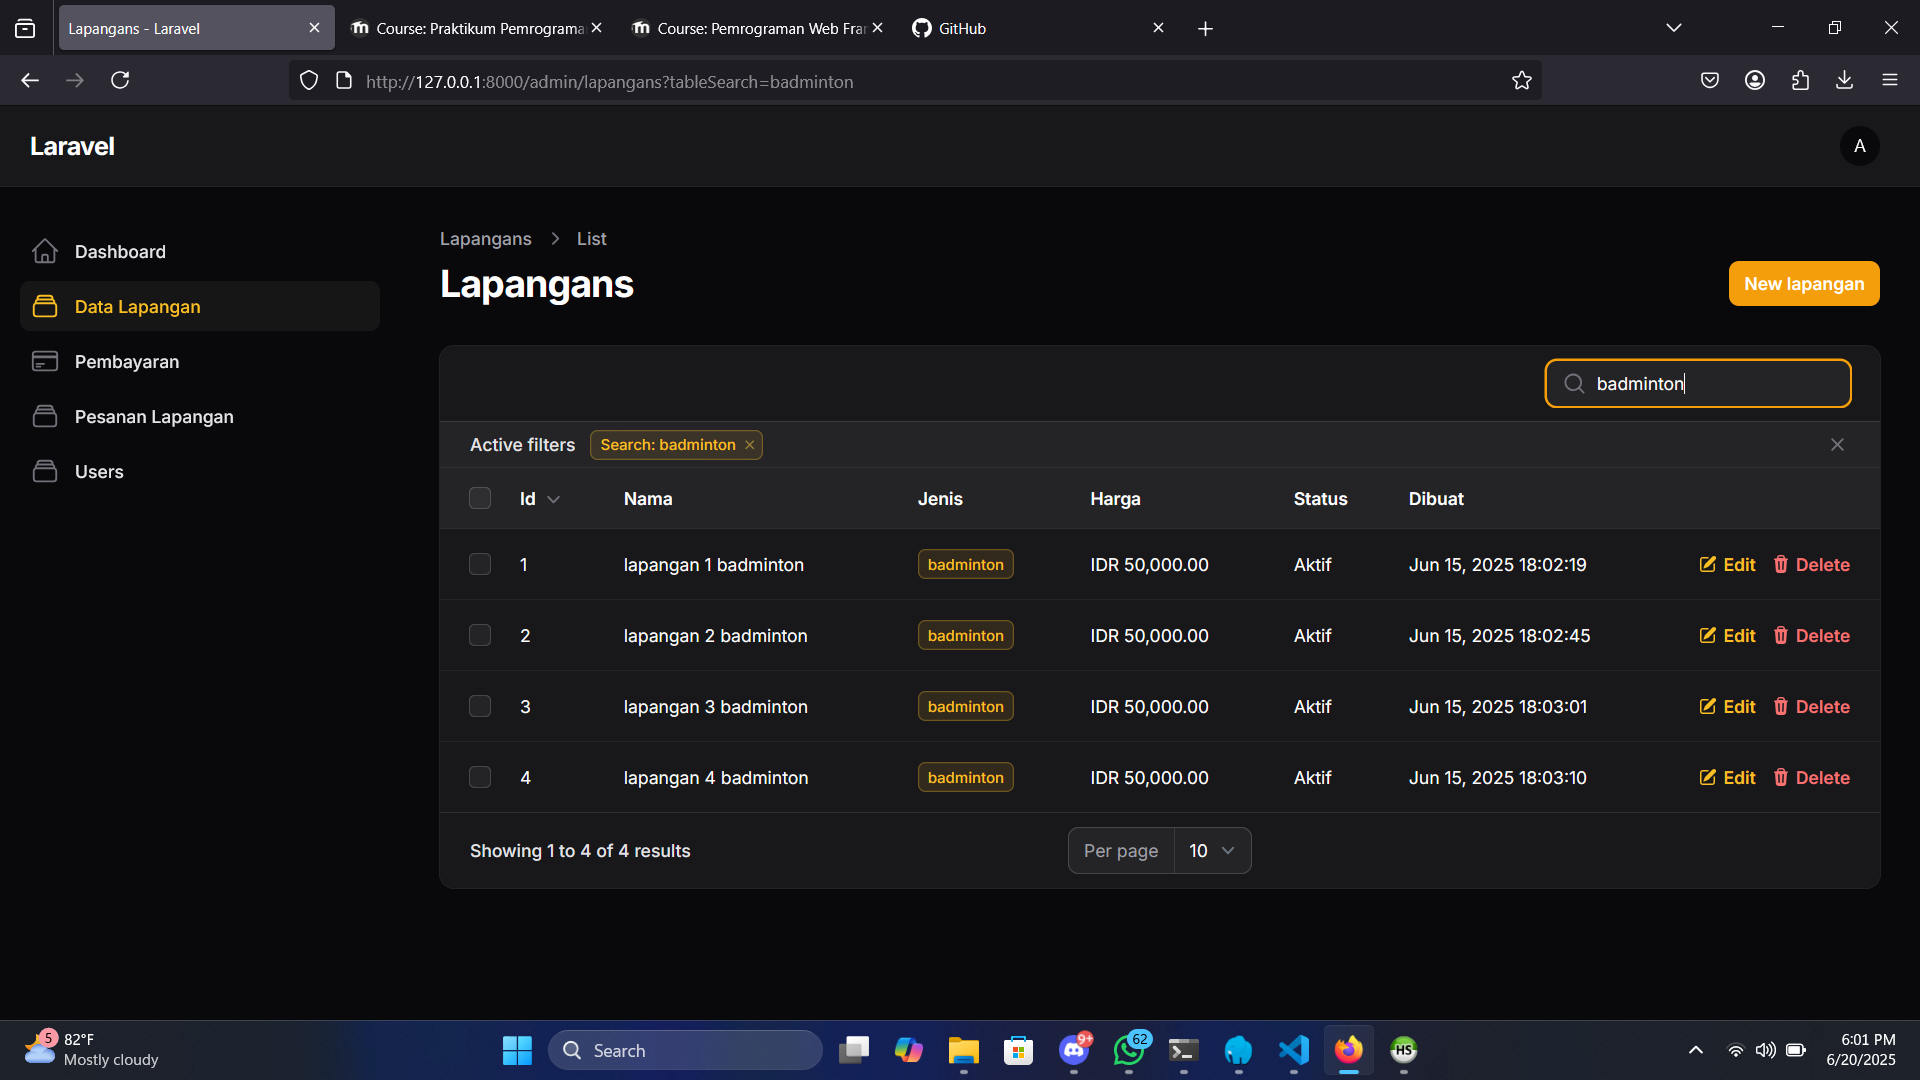 Lapangans - Laravel
Course: Praktikum Pemrograma
Course: Pemrograman Web Fra
GitHub
http://127.0.0.1:8000/admin/lapangans?tableSearch=badminton
Laravel
A
Dashboard
Data Lapangan
Pembayaran
Pesanan Lapangan
Users
Lapangans > List
Lapangans
New lapangan
badminton
Active filters Search: badminton
Id Nama Jenis Harga Status Dibuat
1 lapangan 1 badminton badminton IDR 50,000.00 Aktif Jun 15, 2025 18:02:19 Edit Delete
2 lapangan 2 badminton badminton IDR 50,000.00 Aktif Jun 15, 2025 18:02:45 Edit Delete
3 lapangan 3 badminton badminton IDR 50,000.00 Aktif Jun 15, 2025 18:03:01 Edit Delete
4 lapangan 4 badminton badminton IDR 50,000.00 Aktif Jun 15, 2025 18:03:10 Edit Delete
Showing 1 to 4 of 4 results
Per page 10
5
82°F
Mostly cloudy
Search
9+
62
HS
6:01 PM
6/20/2025